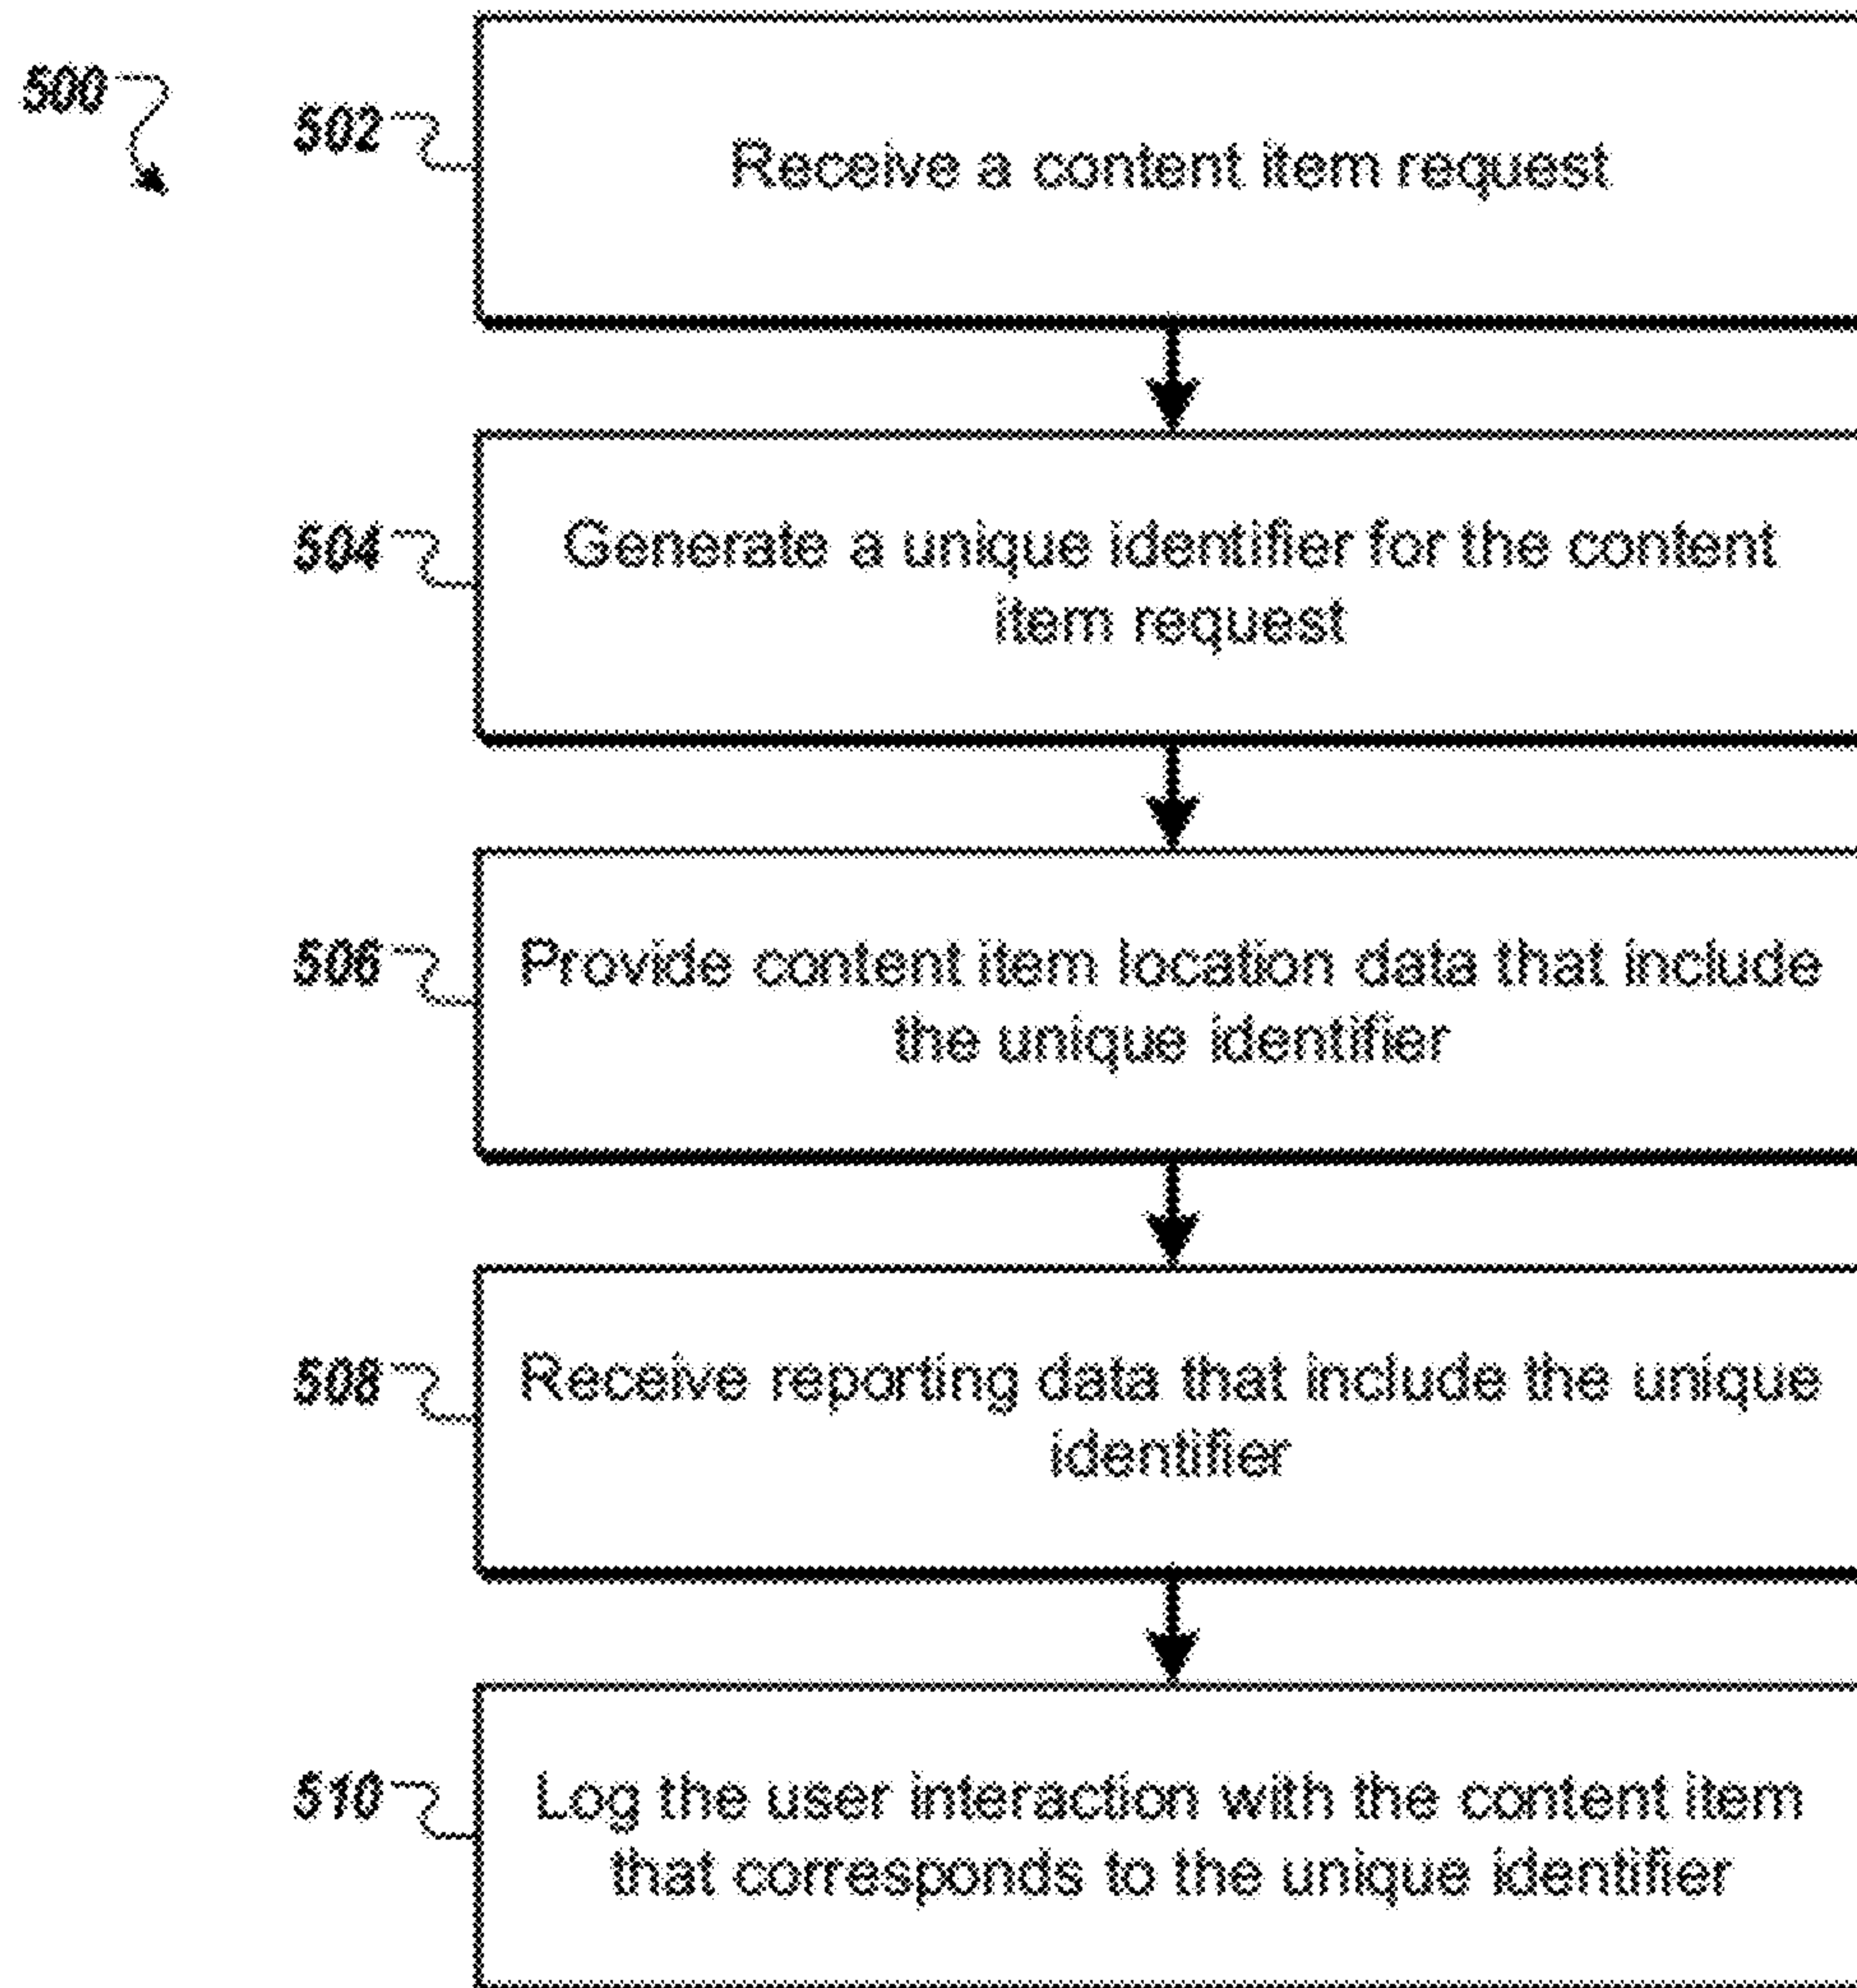 500
502
Receive a content item request
504
Generate a unique identifier for the content
item request
506
Provide content item location data that include
the unique identifier
508
Receive reporting data that include the unique
identifier
510
Log the user interaction with the content item
that corresponds to the unique identifier